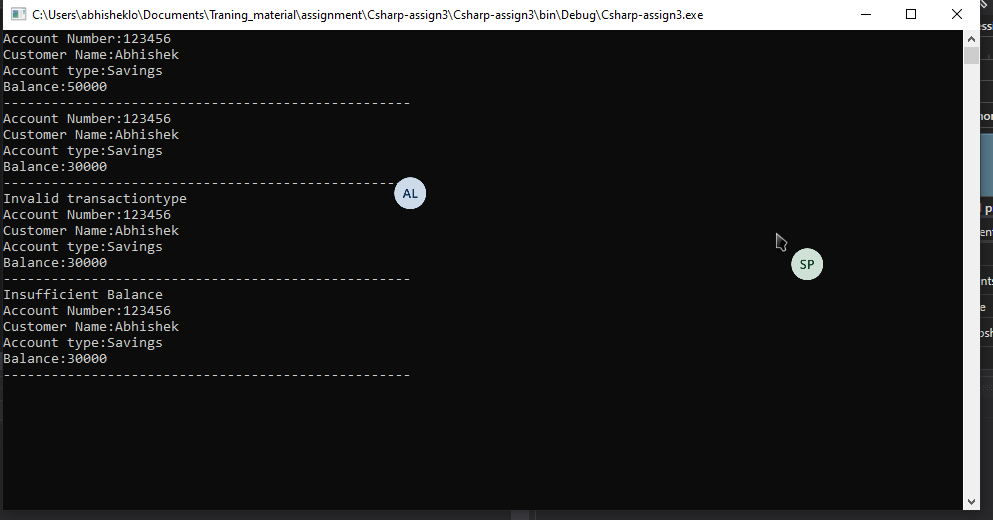 C:\Users\abhisheklo\Documents\Traning_material\assignment\Csharp-assign3\Csharp-assign3\bin\Debug\Csharp-assign3.exe
Account Number:123456
Customer Name:Abhishek
Account type:Savings
Balance:50000
---------------------------------------------------
Account Number:123456
Customer Name:Abhishek
Account type:Savings
Balance:30000
---------------------------------------------------
AL
Invalid transactiontype
Account Number:123456
Customer Name:Abhishek
Account type:Savings
Balance:30000
SP
---------------------------------------------------
Insufficient Balance
Account Number:123456
Customer Name:Abhishek
Account type:Savings
Balance:30000
---------------------------------------------------